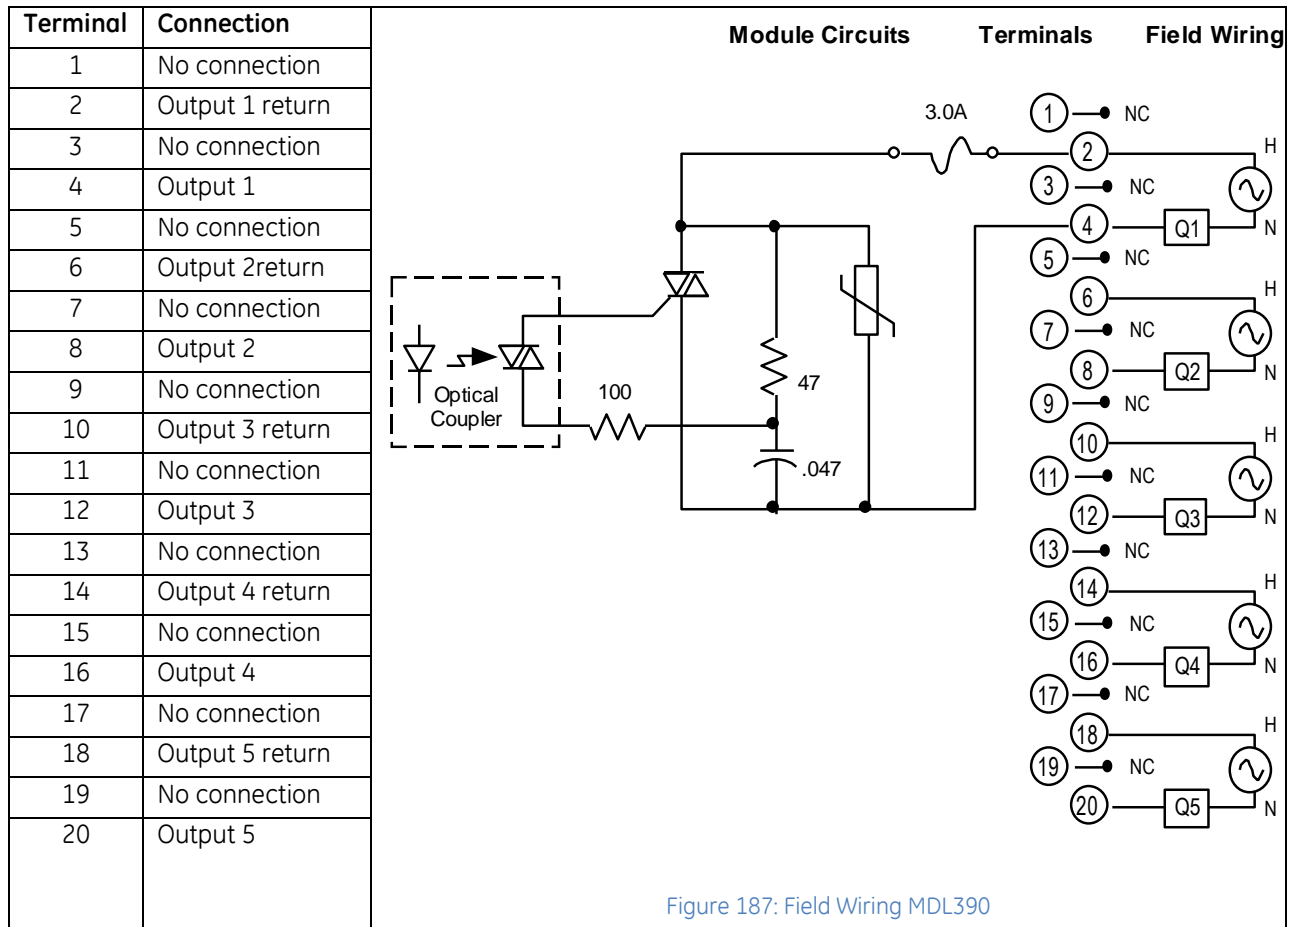 Terminal Connection
1 No connection
2 Output 1 return
3 No connection
4 Output 1
5 No connection
6 Output 2return
7 No connection
8 Output 2
9 No connection
10 Output 3 return
11 No connection
12 Output 3
13 No connection
14 Output 4 return
15 No connection
16 Output 4
17 No connection
18 Output 5 return
19 No connection
20 Output 5
Module Circuits Terminals Field Wiring
3.0A
1 NC
2 H
3 NC
4 Q1 N
5 NC
6 H
7 NC
8 Q2 N
9 NC
10 H
11 NC
12 Q3 N
13 NC
14 H
15 NC
16 Q4 N
17 NC
18 H
19 NC
20 Q5 N
Optical
Coupler
100
47
.047
Figure 187: Field Wiring MDL390